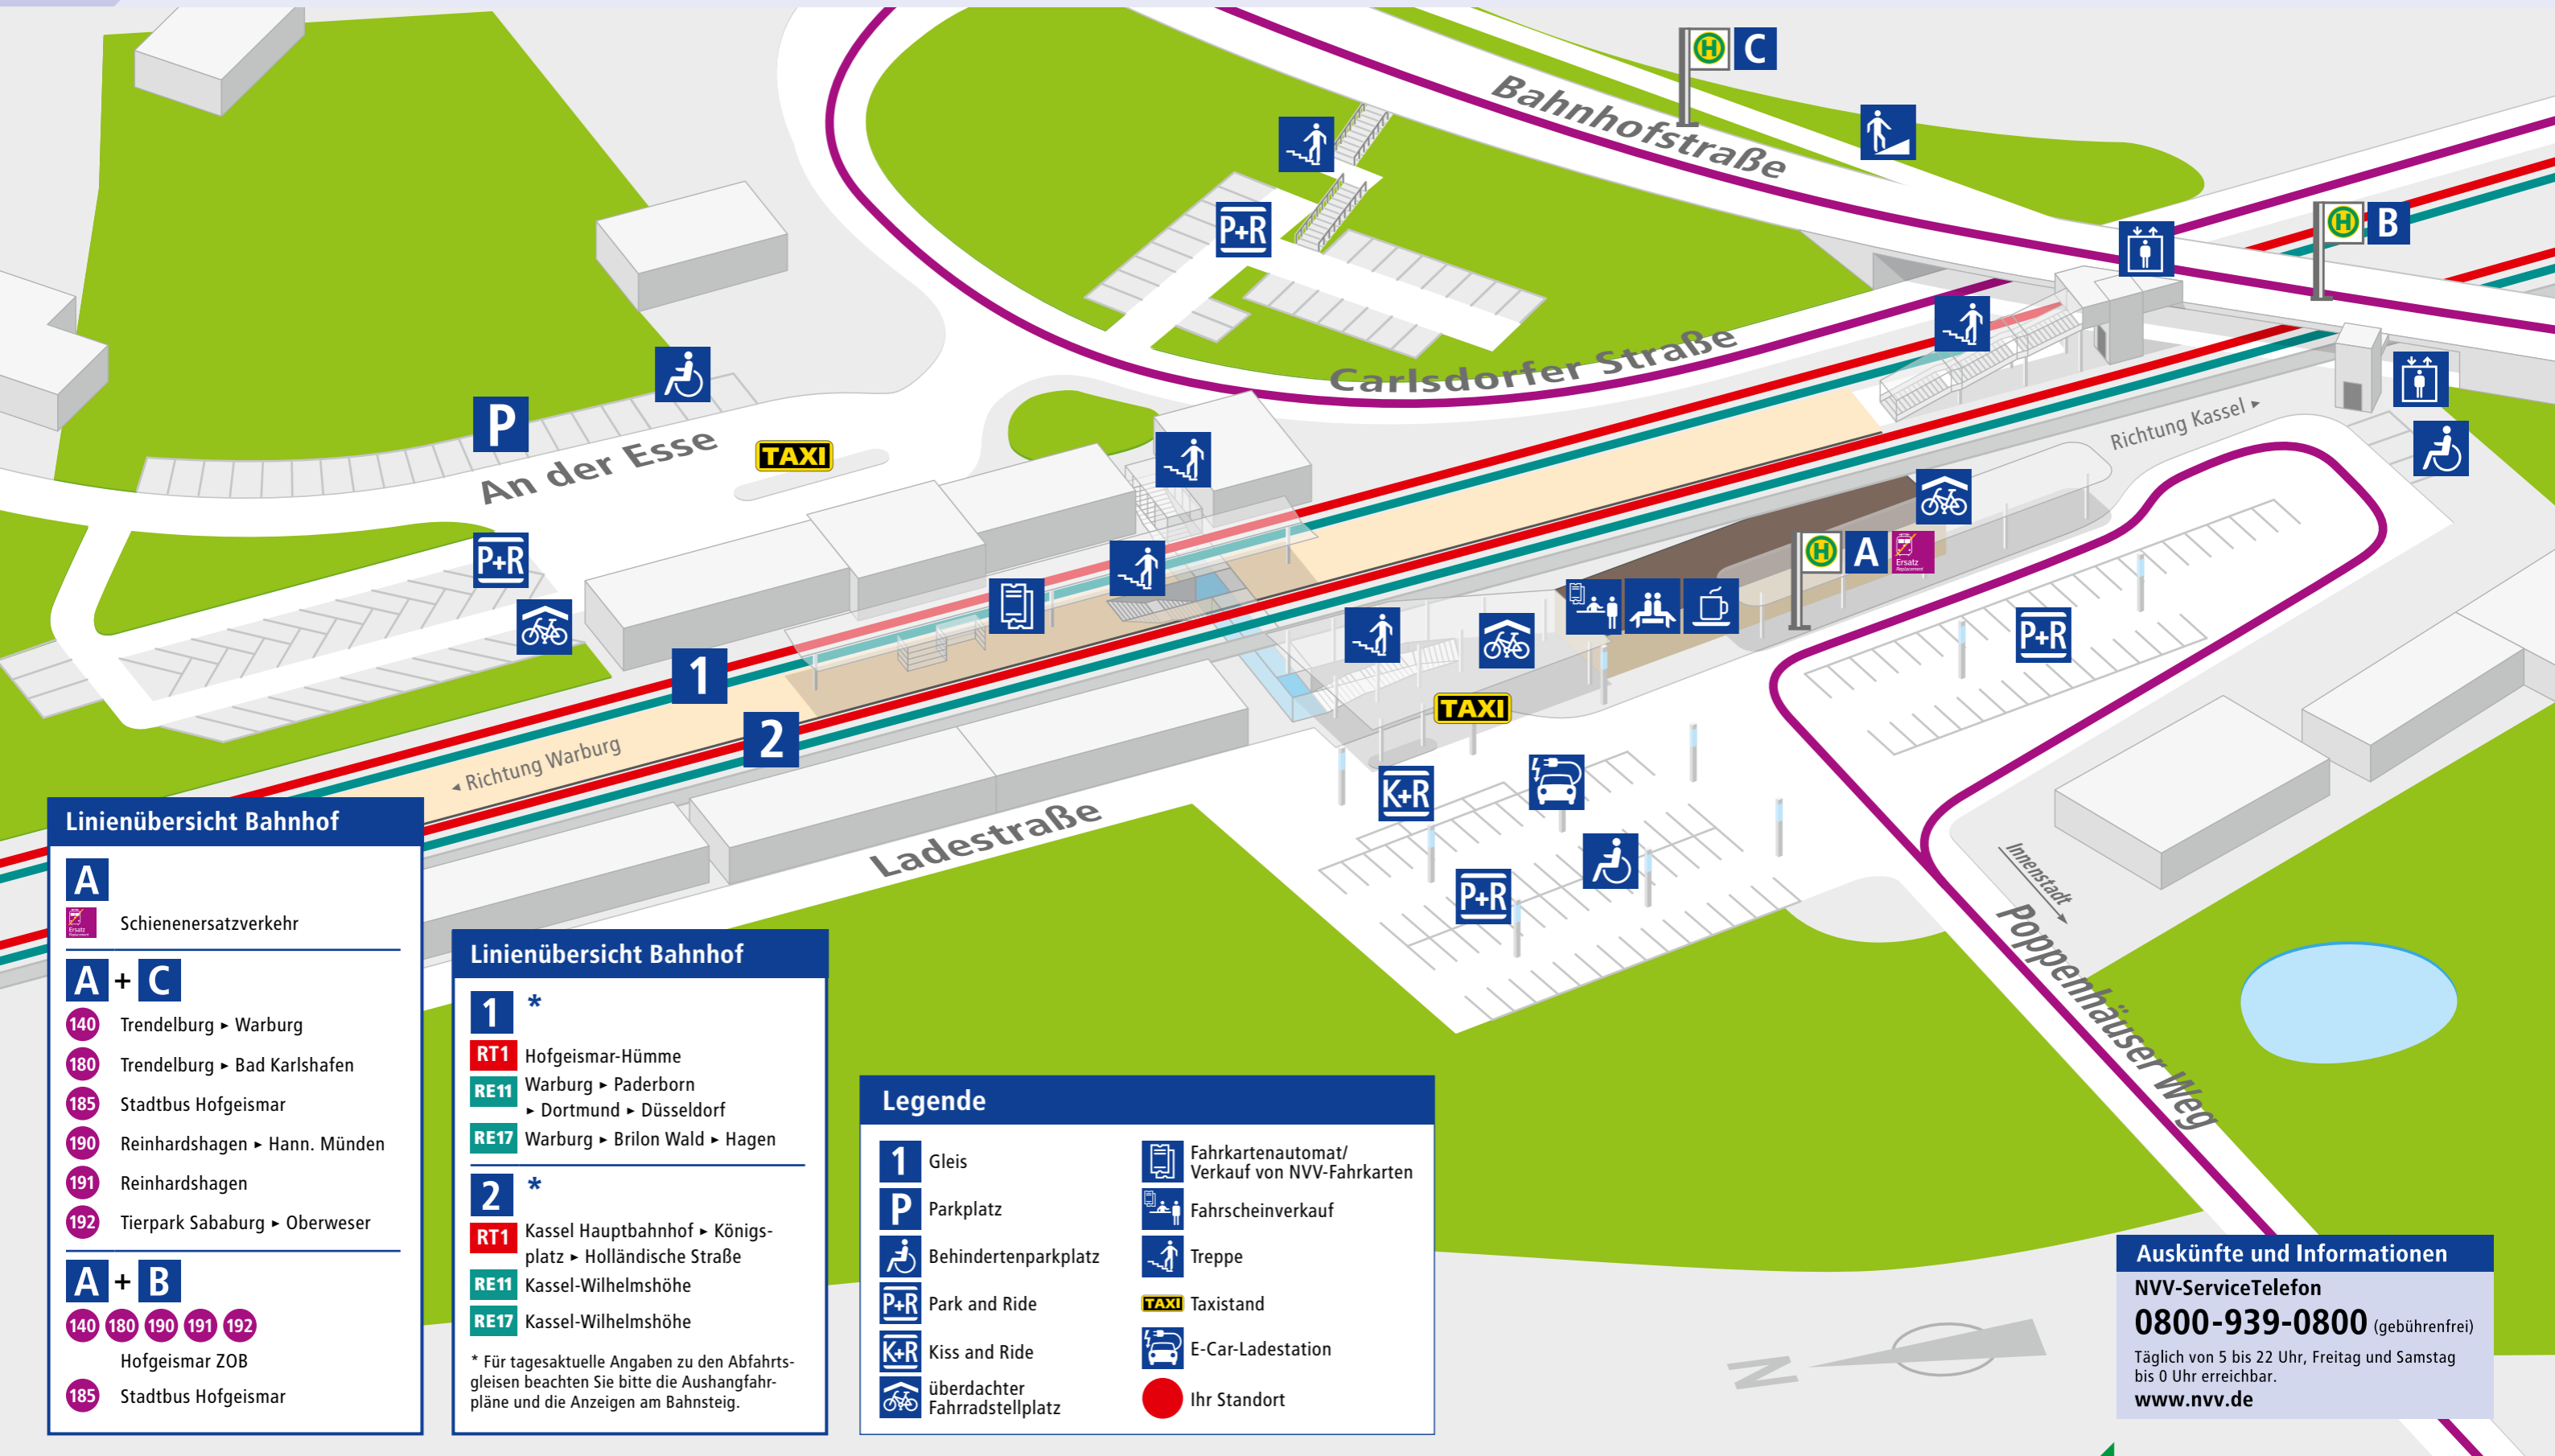 C
Bahnhofstraße
B
P+R
Carlsdorfer Straße
P
An der Esse
TAXI
Richtung Kassel ▸
P+R
A
Ersatz
Replacement
P+R
1
2
TAXI
◂ Richtung Warburg
K+R
Ladestraße
P+R
Innenstadt
Poppenhäuser Weg
N
Linienübersicht Bahnhof
A
Ersatz
Replacement
Schienenersatzverkehr
A + C
140 Trendelburg ▸ Warburg
180 Trendelburg ▸ Bad Karlshafen
185 Stadtbus Hofgeismar
190 Reinhardshagen ▸ Hann. Münden
191 Reinhardshagen
192 Tierpark Sababurg ▸ Oberweser
A + B
140 180 190 191 192
Hofgeismar ZOB
185 Stadtbus Hofgeismar
Linienübersicht Bahnhof
1 *
RT1 Hofgeismar-Hümme
RE11 Warburg ▸ Paderborn
▸ Dortmund ▸ Düsseldorf
RE17 Warburg ▸ Brilon Wald ▸ Hagen
2 *
RT1 Kassel Hauptbahnhof ▸ Königs-
platz ▸ Holländische Straße
RE11 Kassel-Wilhelmshöhe
RE17 Kassel-Wilhelmshöhe
* Für tagesaktuelle Angaben zu den Abfahrts-
gleisen beachten Sie bitte die Aushangfahr-
pläne und die Anzeigen am Bahnsteig.
Legende
1 Gleis
P Parkplatz
Behindertenparkplatz
P+R Park and Ride
K+R Kiss and Ride
überdachter
Fahrradstellplatz
Fahrkartenautomat/
Verkauf von NVV-Fahrkarten
Fahrscheinverkauf
Treppe
TAXI Taxistand
E-Car-Ladestation
Ihr Standort
Auskünfte und Informationen
NVV-ServiceTelefon
0800-939-0800 (gebührenfrei)
Täglich von 5 bis 22 Uhr, Freitag und Samstag
bis 0 Uhr erreichbar.
www.nvv.de
H
H
H